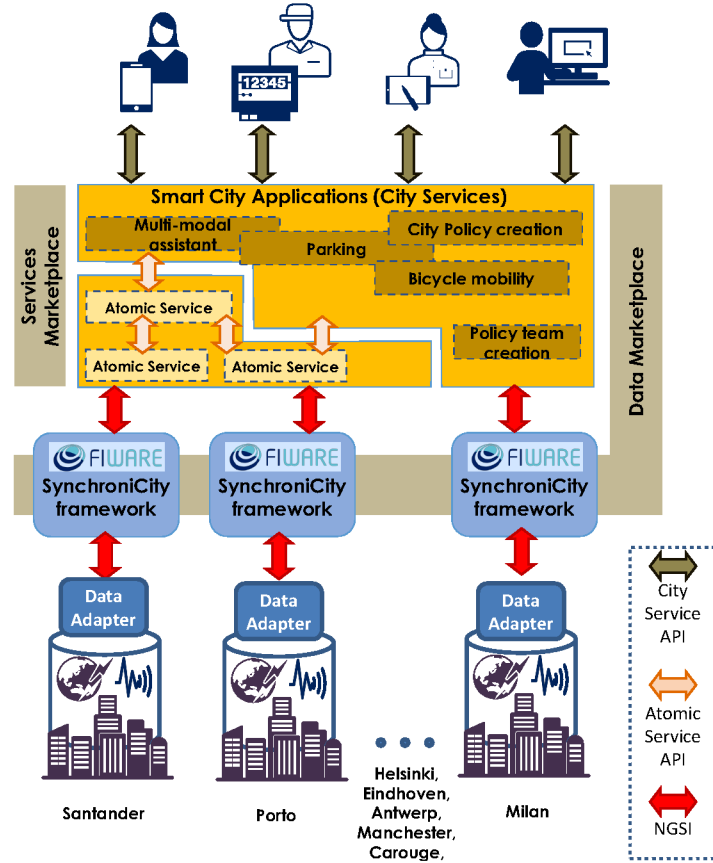 12345
Smart City Applications (City Services)
Multi-modal
assistant
City Policy creation
Parking
Bicycle mobility
Services
Marketplace
Data Marketplace
Atomic Service
Policy team
creation
Atomic Service
Atomic Service
FIWARE
SynchroniCity
framework
FIWARE
SynchroniCity
framework
FIWARE
SynchroniCity
framework
Data
Adapter
Data
Adapter
Data
Adapter
Santander
Porto
Helsinki,
Eindhoven,
Antwerp,
Manchester,
Carouge,
Milan
City
Service
API
Atomic
Service
API
NGSI